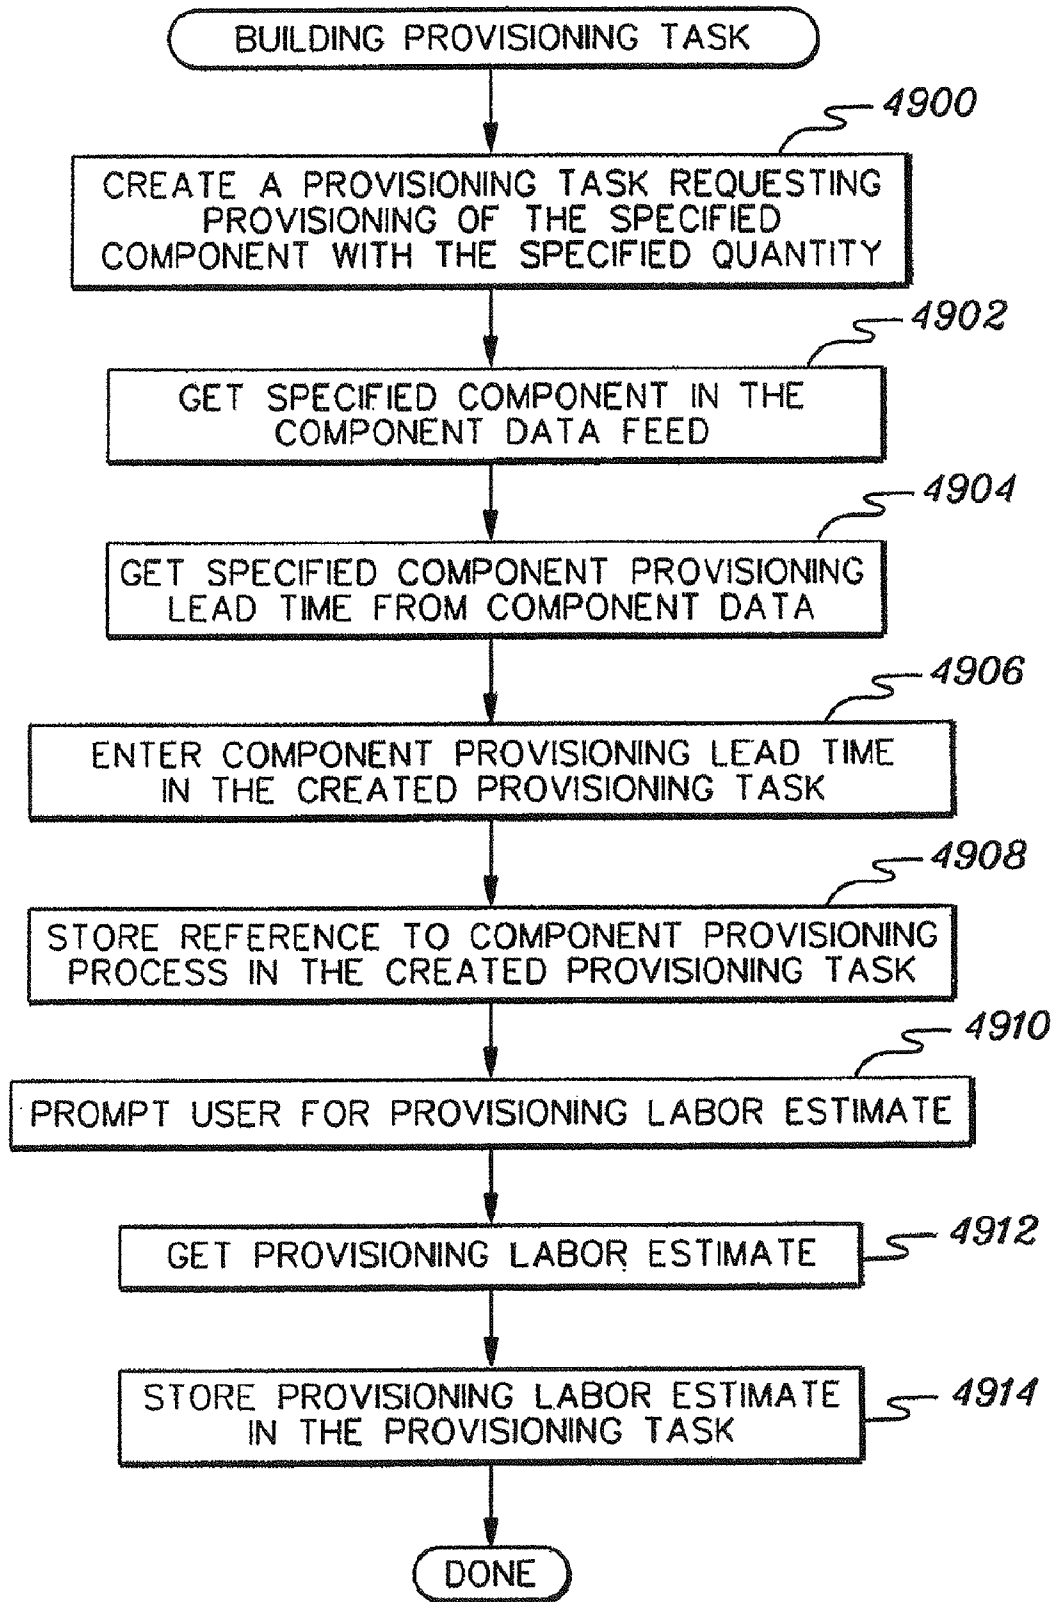 BUILDING PROVISIONING TASK
4900
CREATE A PROVISIONING TASK REQUESTING
PROVISIONING OF THE SPECIFIED
COMPONENT WITH THE SPECIFIED QUANTITY
4902
GET SPECIFIED COMPONENT IN THE
COMPONENT DATA FEED
4904
GET SPECIFIED COMPONENT PROVISIONING
LEAD TIME FROM COMPONENT DATA
4906
ENTER COMPONENT PROVISIONING LEAD TIME
IN THE CREATED PROVISIONING TASK
4908
STORE REFERENCE TO COMPONENT PROVISIONING
PROCESS IN THE CREATED PROVISIONING TASK
4910
PROMPT USER FOR PROVISIONING LABOR ESTIMATE
GET PROVISIONING LABOR ESTIMATE
4912
STORE PROVISIONING LABOR ESTIMATE
IN THE PROVISIONING TASK
4914
DONE